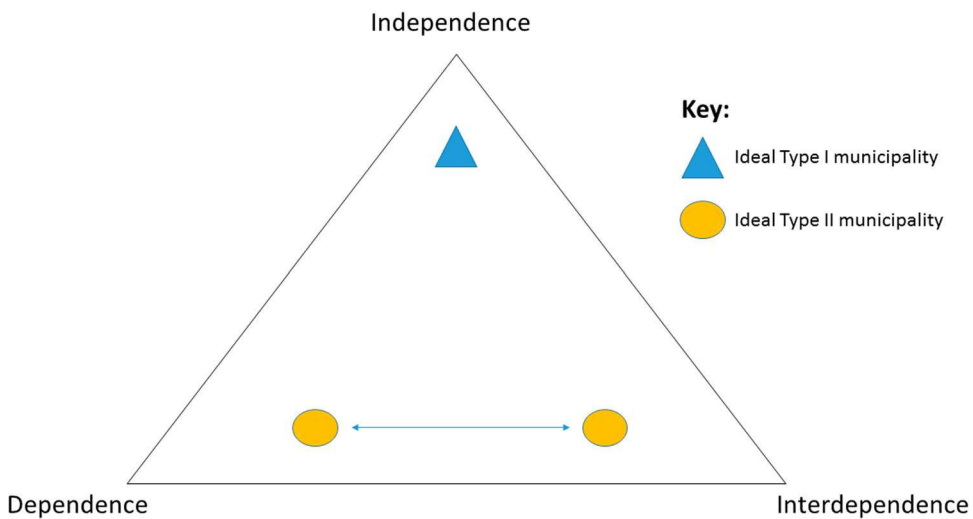 Independence
Key:
Ideal Type I municipality
Ideal Type II municipality
Dependence
Interdependence